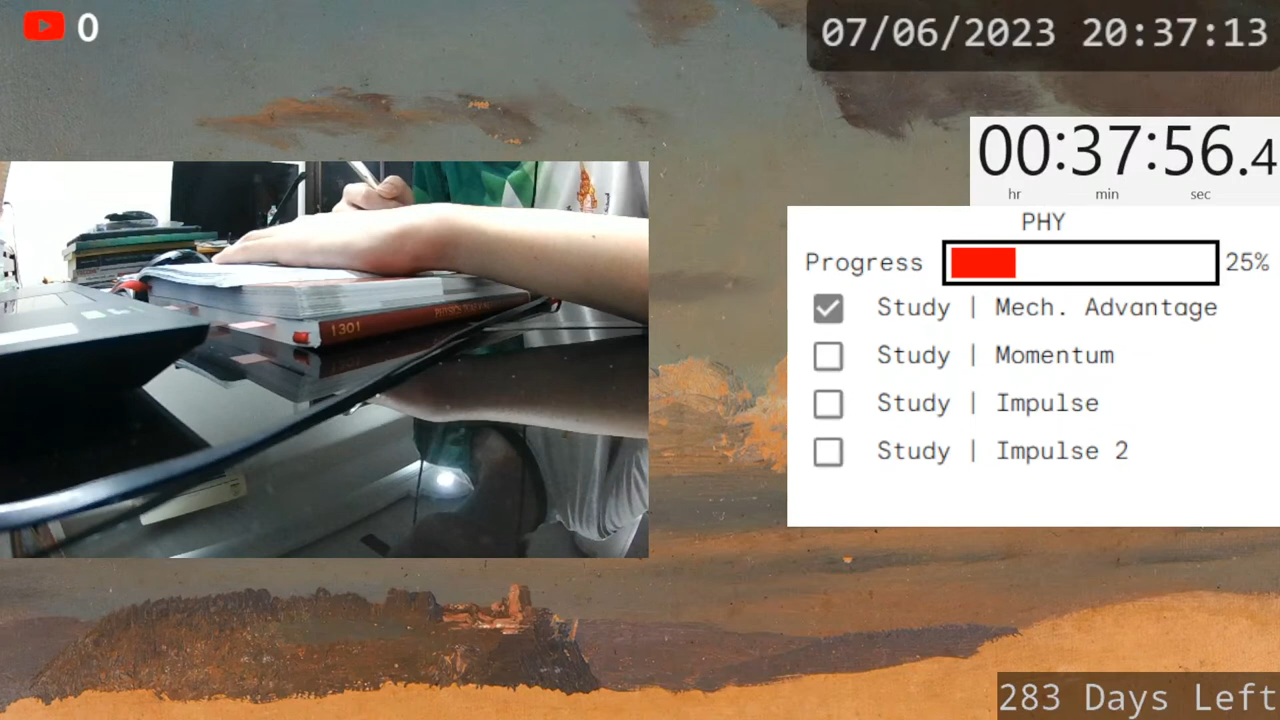 0
07/06/2023 20:37:13
00:37:56.4
hr min sec
PHY
Progress 25%
Study | Mech. Advantage
Study | Momentum
Study | Impulse
Study | Impulse 2
1301
283 Days Left